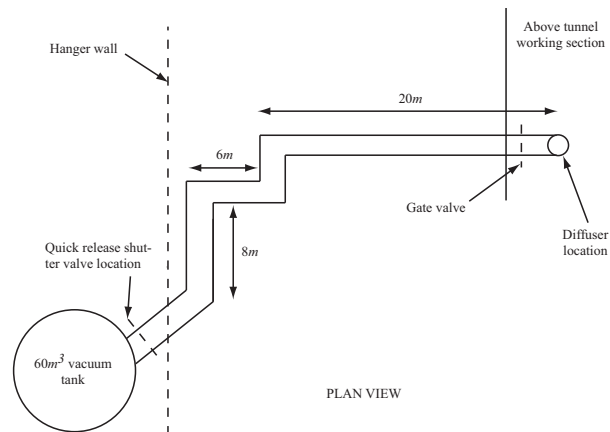 Above tunnel
working section
Hanger wall
20m
6m
Gate valve
Diffuser
location
Quick release shut-
ter valve location
8m
60m³ vacuum
tank
PLAN VIEW